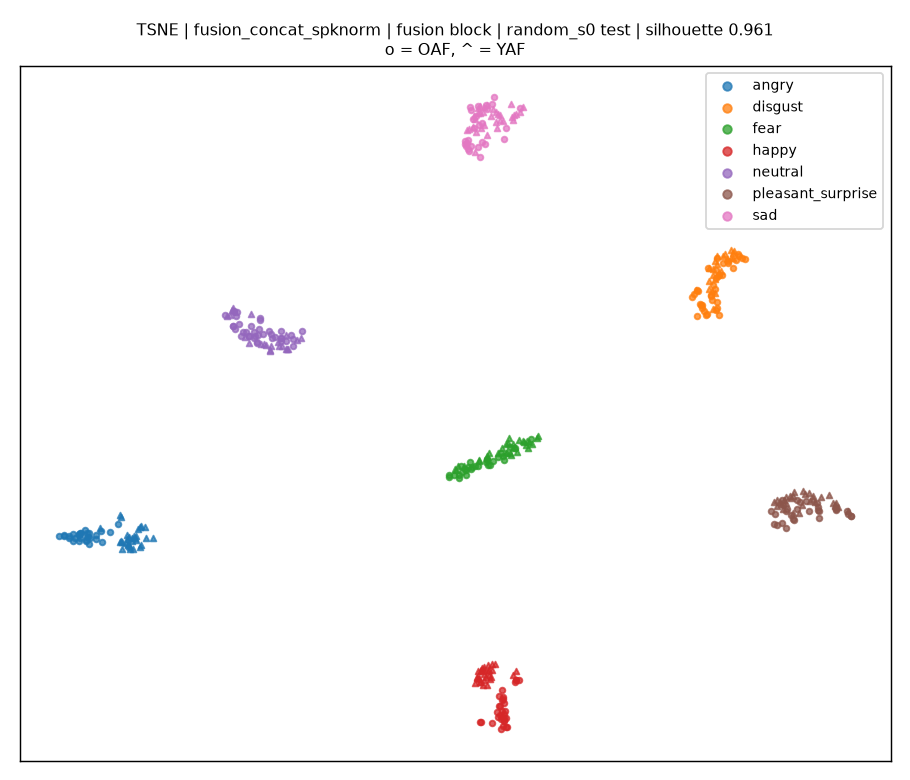 TSNE | fusion_concat_spknorm | fusion block | random_s0 test | silhouette 0.961
o = OAF, ^ = YAF
angry
disgust
fear
happy
neutral
pleasant_surprise
sad